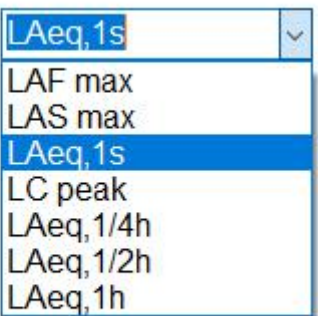 LAeq,1s
LAF max
LAS max
LAeq,1s
LC peak
LAeq,1/4h
LAeq,1/2h
LAeq,1h